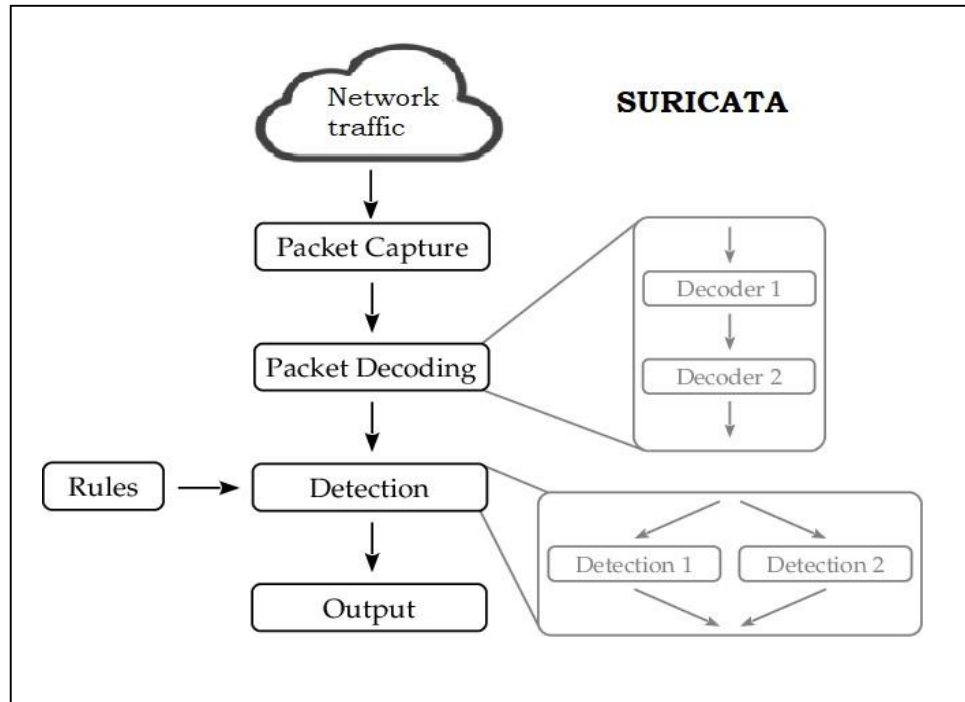 Network
traffic
SURICATA
Packet Capture
Packet Decoding
Decoder 1
Decoder 2
Rules
Detection
Detection 1
Detection 2
Output